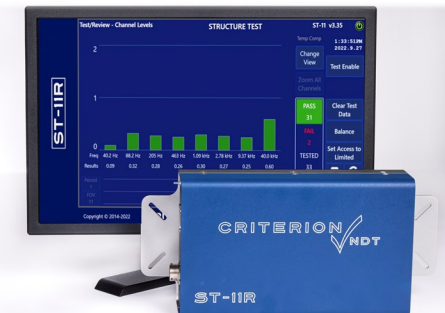 Test/Review - Channel Levels STRUCTURE TEST ST-11 v3.35
Temp Comp 1:33:51PM
2022.9.27
Change
View
Test Enable
Zoom All
Channels
2
1
0
PASS
31
FAIL
2
TESTED
33
Clear Test
Data
Balance
Set Access to
Limited
Freq 40.2 Hz 88.2 Hz 205 Hz 463 Hz 1.09 kHz 2.78 kHz 9.37 kHz 40.0 kHz
Results 0.09 0.32 0.28 0.26 0.30 0.27 0.25 0.60
Copyright © 2014-2022
ST-IIR
CRITERION
NDT
ST-IIR